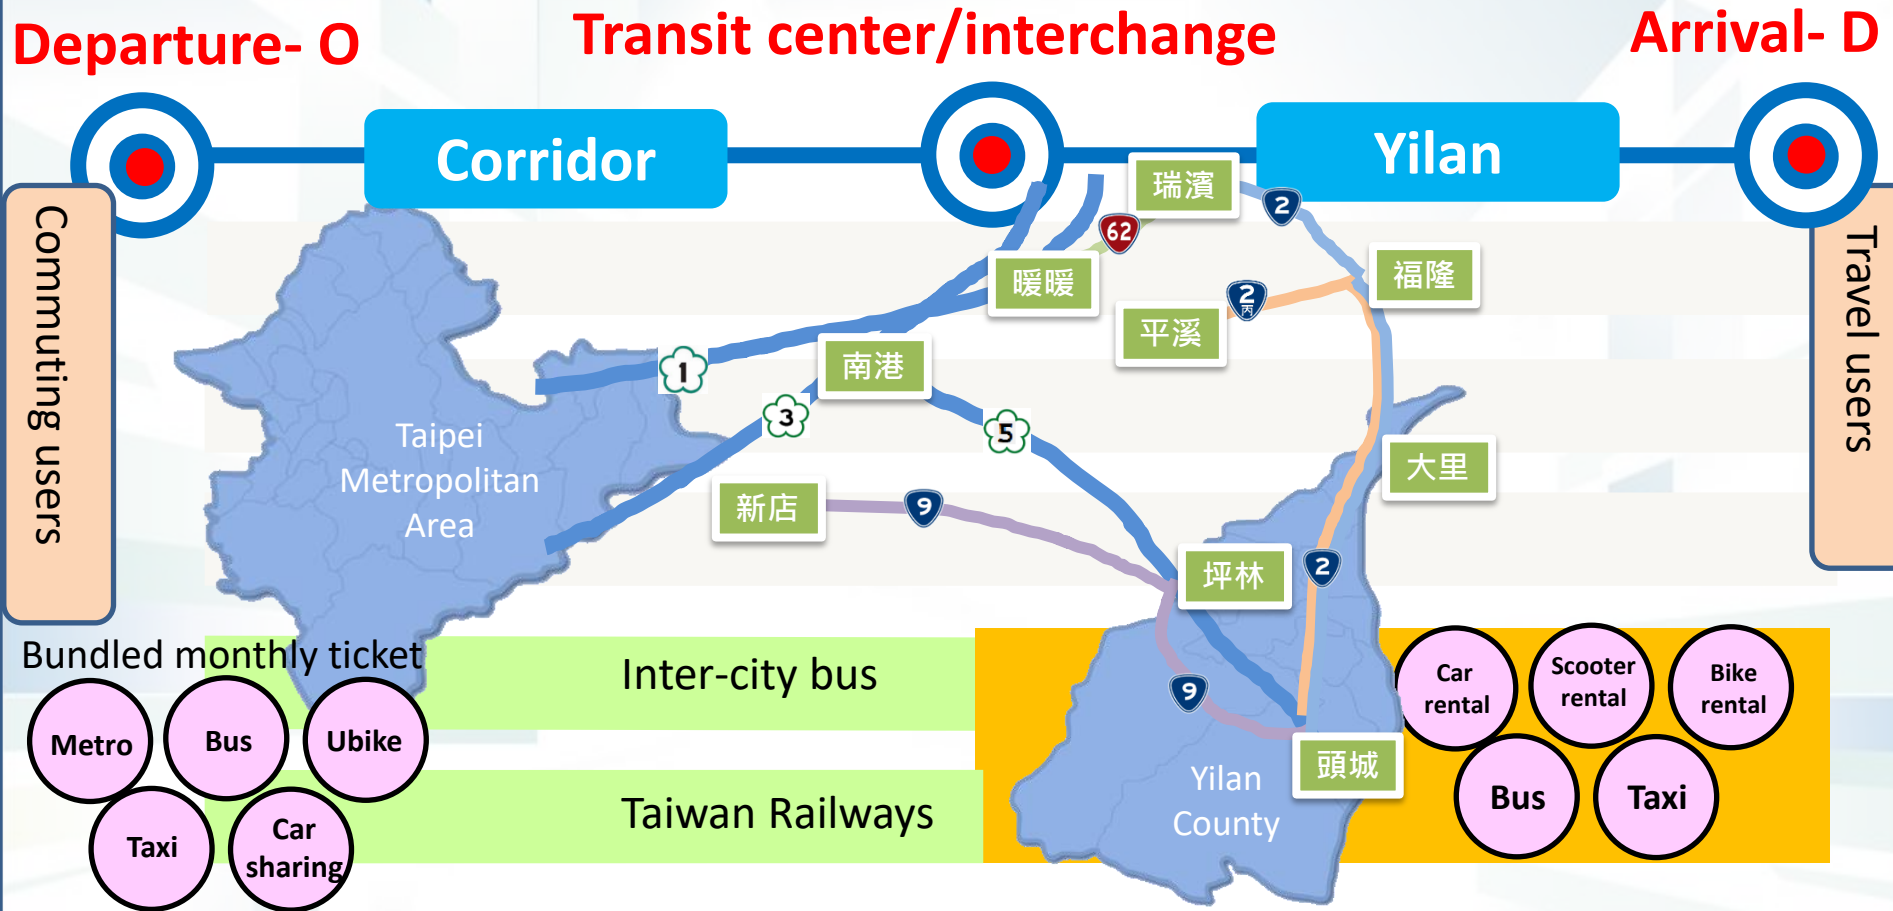 Departure- O
Transit center/interchange
Arrival- D
Corridor
Yilan
Commuting users
Travel users
瑞濱
2
62
暖暖
福隆
2丙
平溪
1
南港
3
5
大里
Taipei
Metropolitan
Area
新店
9
坪林
2
Bundled monthly ticket
Inter-city bus
9
Metro
Bus
Ubike
Taxi
Car
sharing
Taiwan Railways
頭城
Yilan
County
Car
rental
Scooter
rental
Bike
rental
Bus
Taxi